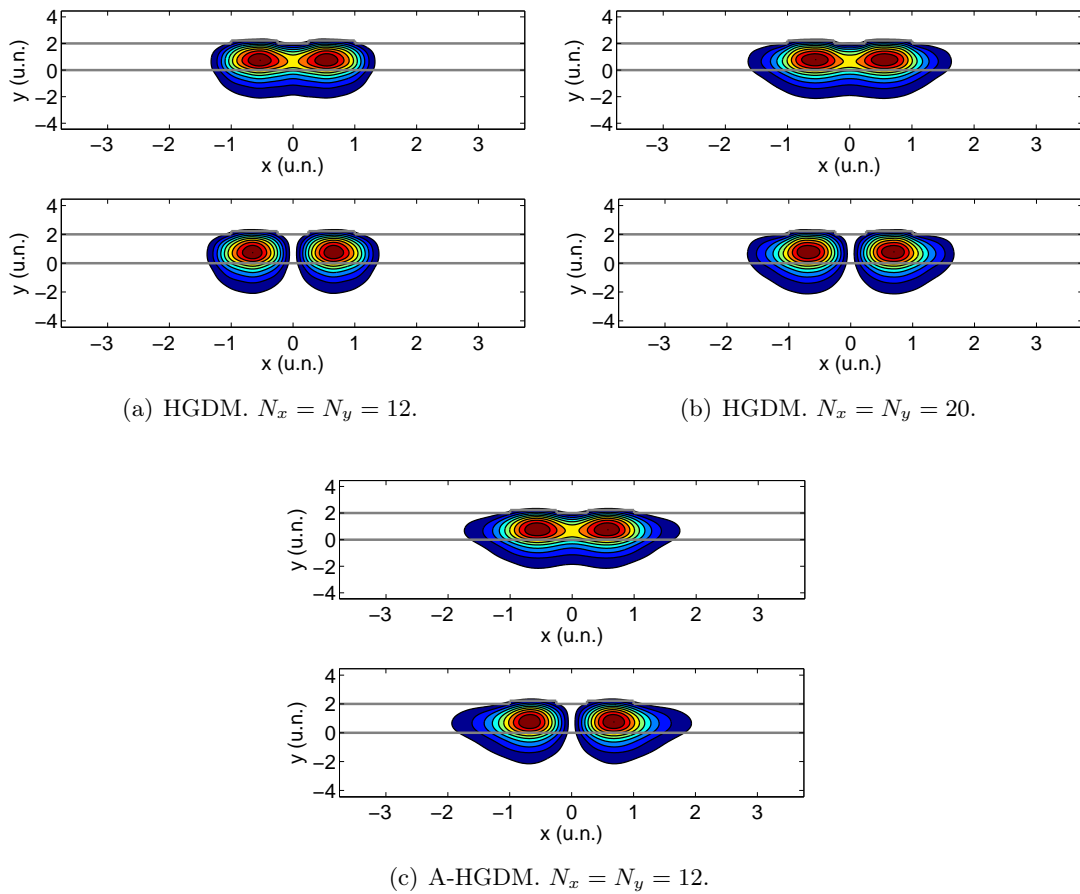 4
2
0
−2
−4
y (u.n.)
−3 −2 −1 0 1 2 3
x (u.n.)
4
2
0
−2
−4
y (u.n.)
−3 −2 −1 0 1 2 3
x (u.n.)
(a) HGDM. N_x = N_y = 12.
4
2
0
−2
−4
y (u.n.)
−3 −2 −1 0 1 2 3
x (u.n.)
4
2
0
−2
−4
y (u.n.)
−3 −2 −1 0 1 2 3
x (u.n.)
(b) HGDM. N_x = N_y = 20.
4
2
0
−2
−4
y (u.n.)
−3 −2 −1 0 1 2 3
x (u.n.)
4
2
0
−2
−4
y (u.n.)
−3 −2 −1 0 1 2 3
x (u.n.)
(c) A-HGDM. N_x = N_y = 12.